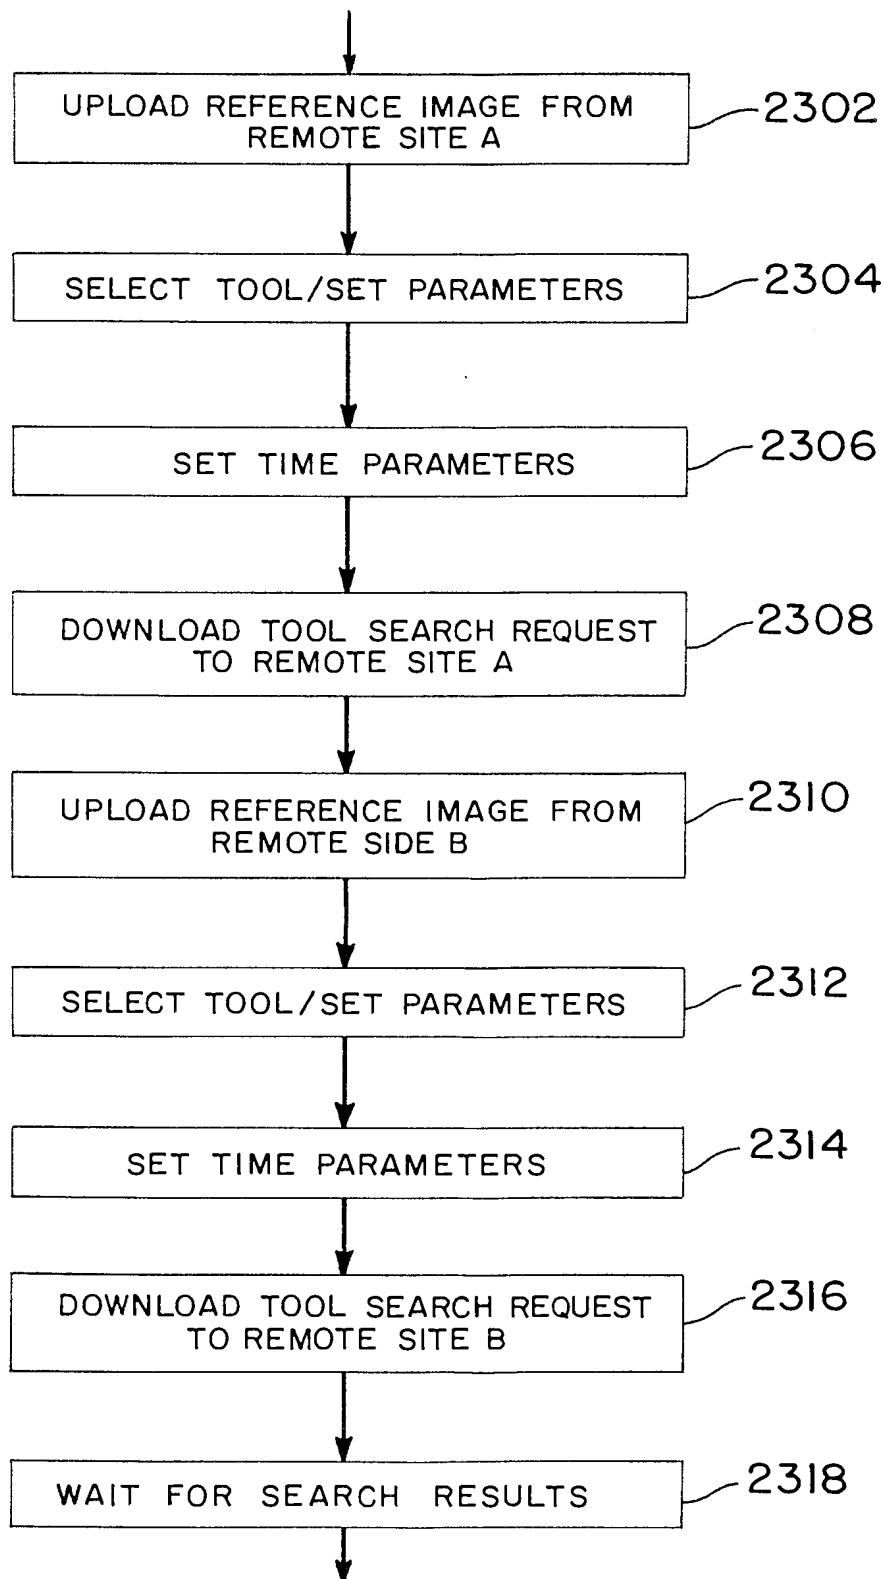 UPLOAD REFERENCE IMAGE FROM
REMOTE SITE A
2302
SELECT TOOL/SET PARAMETERS
2304
SET TIME PARAMETERS
2306
DOWNLOAD TOOL SEARCH REQUEST
TO REMOTE SITE A
2308
UPLOAD REFERENCE IMAGE FROM
REMOTE SIDE B
2310
SELECT TOOL/SET PARAMETERS
2312
SET TIME PARAMETERS
2314
DOWNLOAD TOOL SEARCH REQUEST
TO REMOTE SITE B
2316
WAIT FOR SEARCH RESULTS
2318